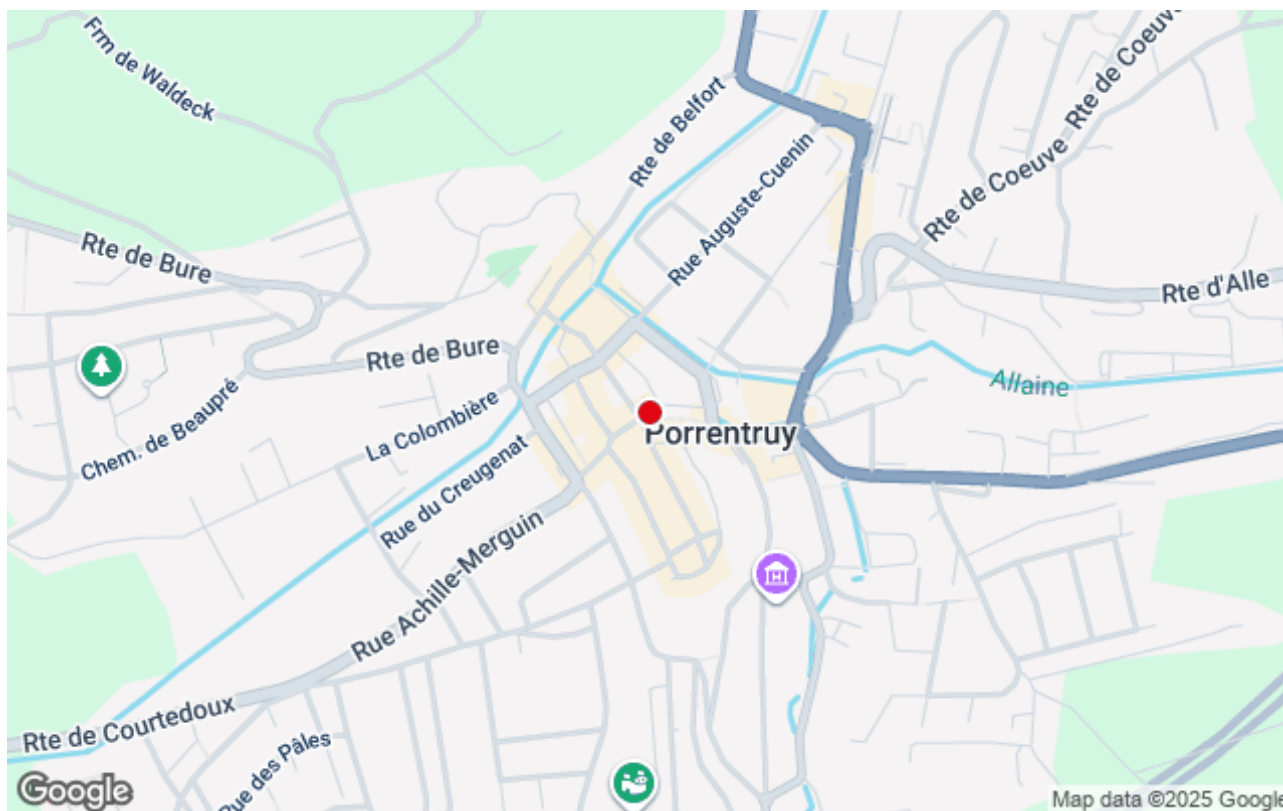 Frm de Waldeck
Rte de Belfort
Rte de Coeuve
Rte de Coeuve
Rue Auguste-Cuenin
Rte de Bure
Rte d'Alle
Rte de Bure
Allaine
Chem. de Beaupré
La Colombière
Porrentruy
Rue du Creugenat
Rue Achille-Merguin
Rte de Courtedoux
Rue des Pâles
Google
Map data ©2025 Google